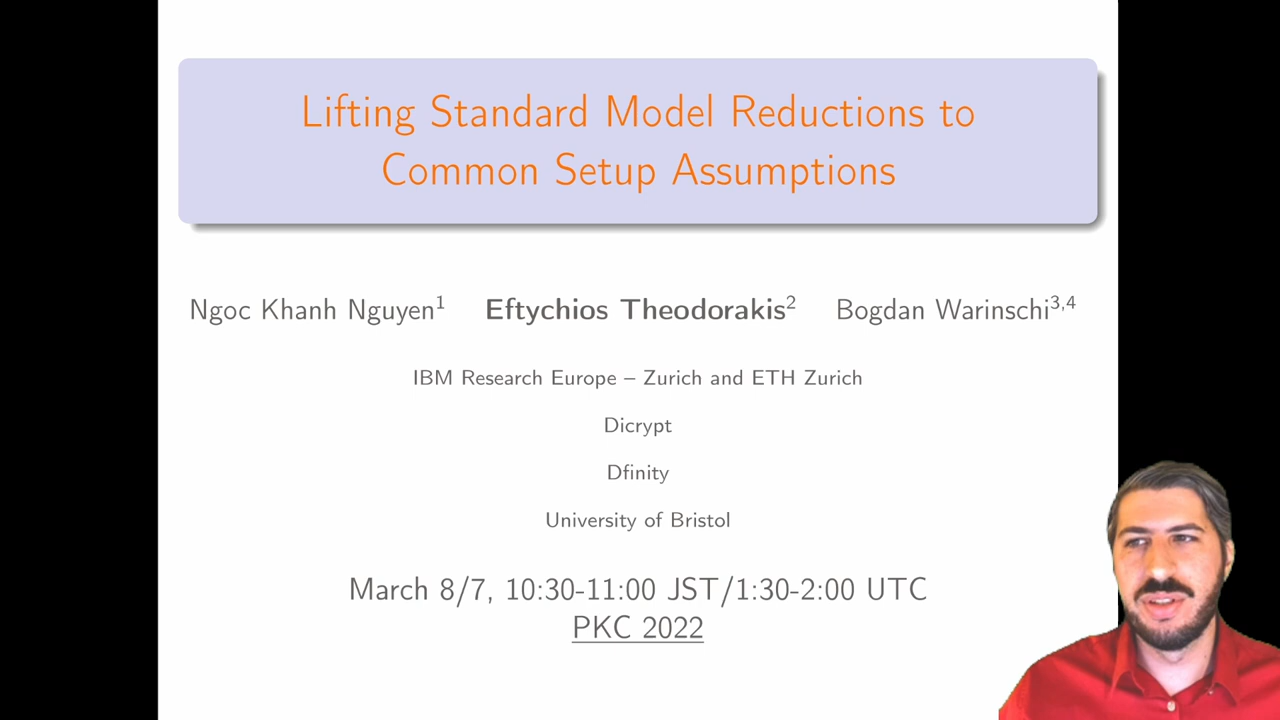 Lifting Standard Model Reductions to
Common Setup Assumptions
Ngoc Khanh Nguyen¹ Eftychios Theodorakis² Bogdan Warinschi³,⁴
IBM Research Europe – Zurich and ETH Zurich
Dicrypt
Dfinity
University of Bristol
March 8/7, 10:30-11:00 JST/1:30-2:00 UTC
PKC 2022